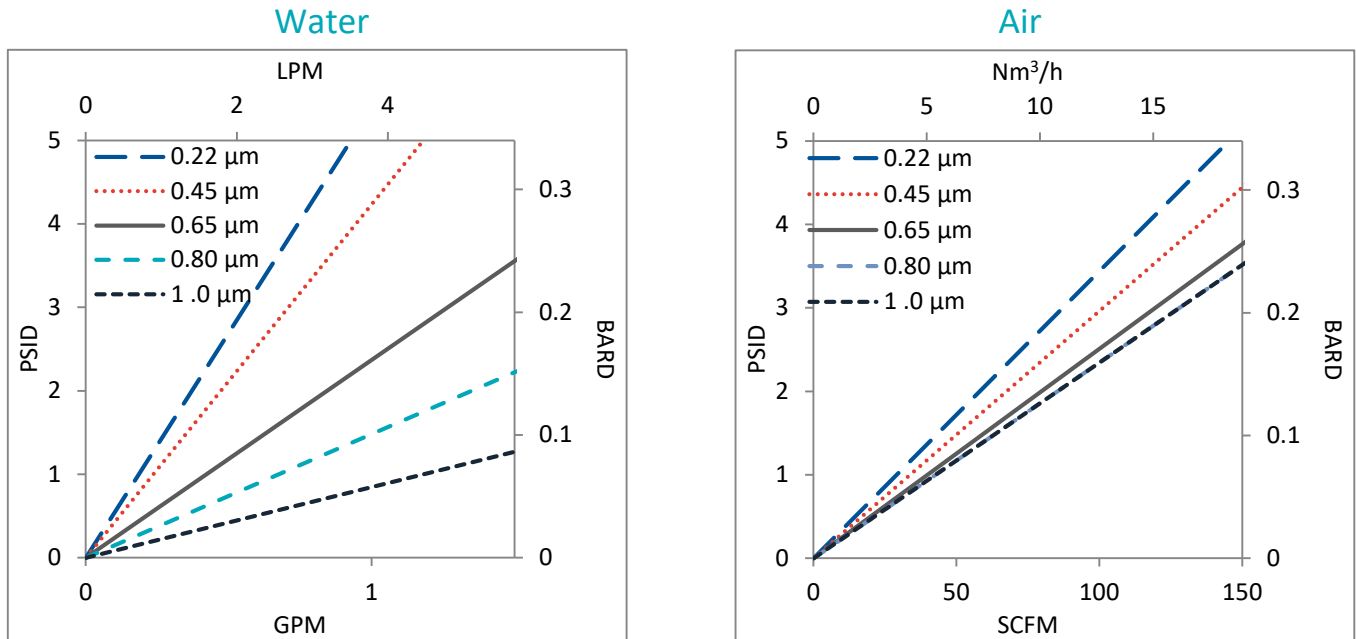 Water
LPM
0 2 4
5
4
3
2
1
0
0.22 µm
0.45 µm
0.65 µm
0.80 µm
1 .0 µm
PSID
0.3
0.2
0.1
0
BARD
0 1
GPM
Air
Nm³/h
0 5 10 15
5
4
3
2
1
0
0.22 µm
0.45 µm
0.65 µm
0.80 µm
1 .0 µm
PSID
0.3
0.2
0.1
0
BARD
0 50 100 150
SCFM